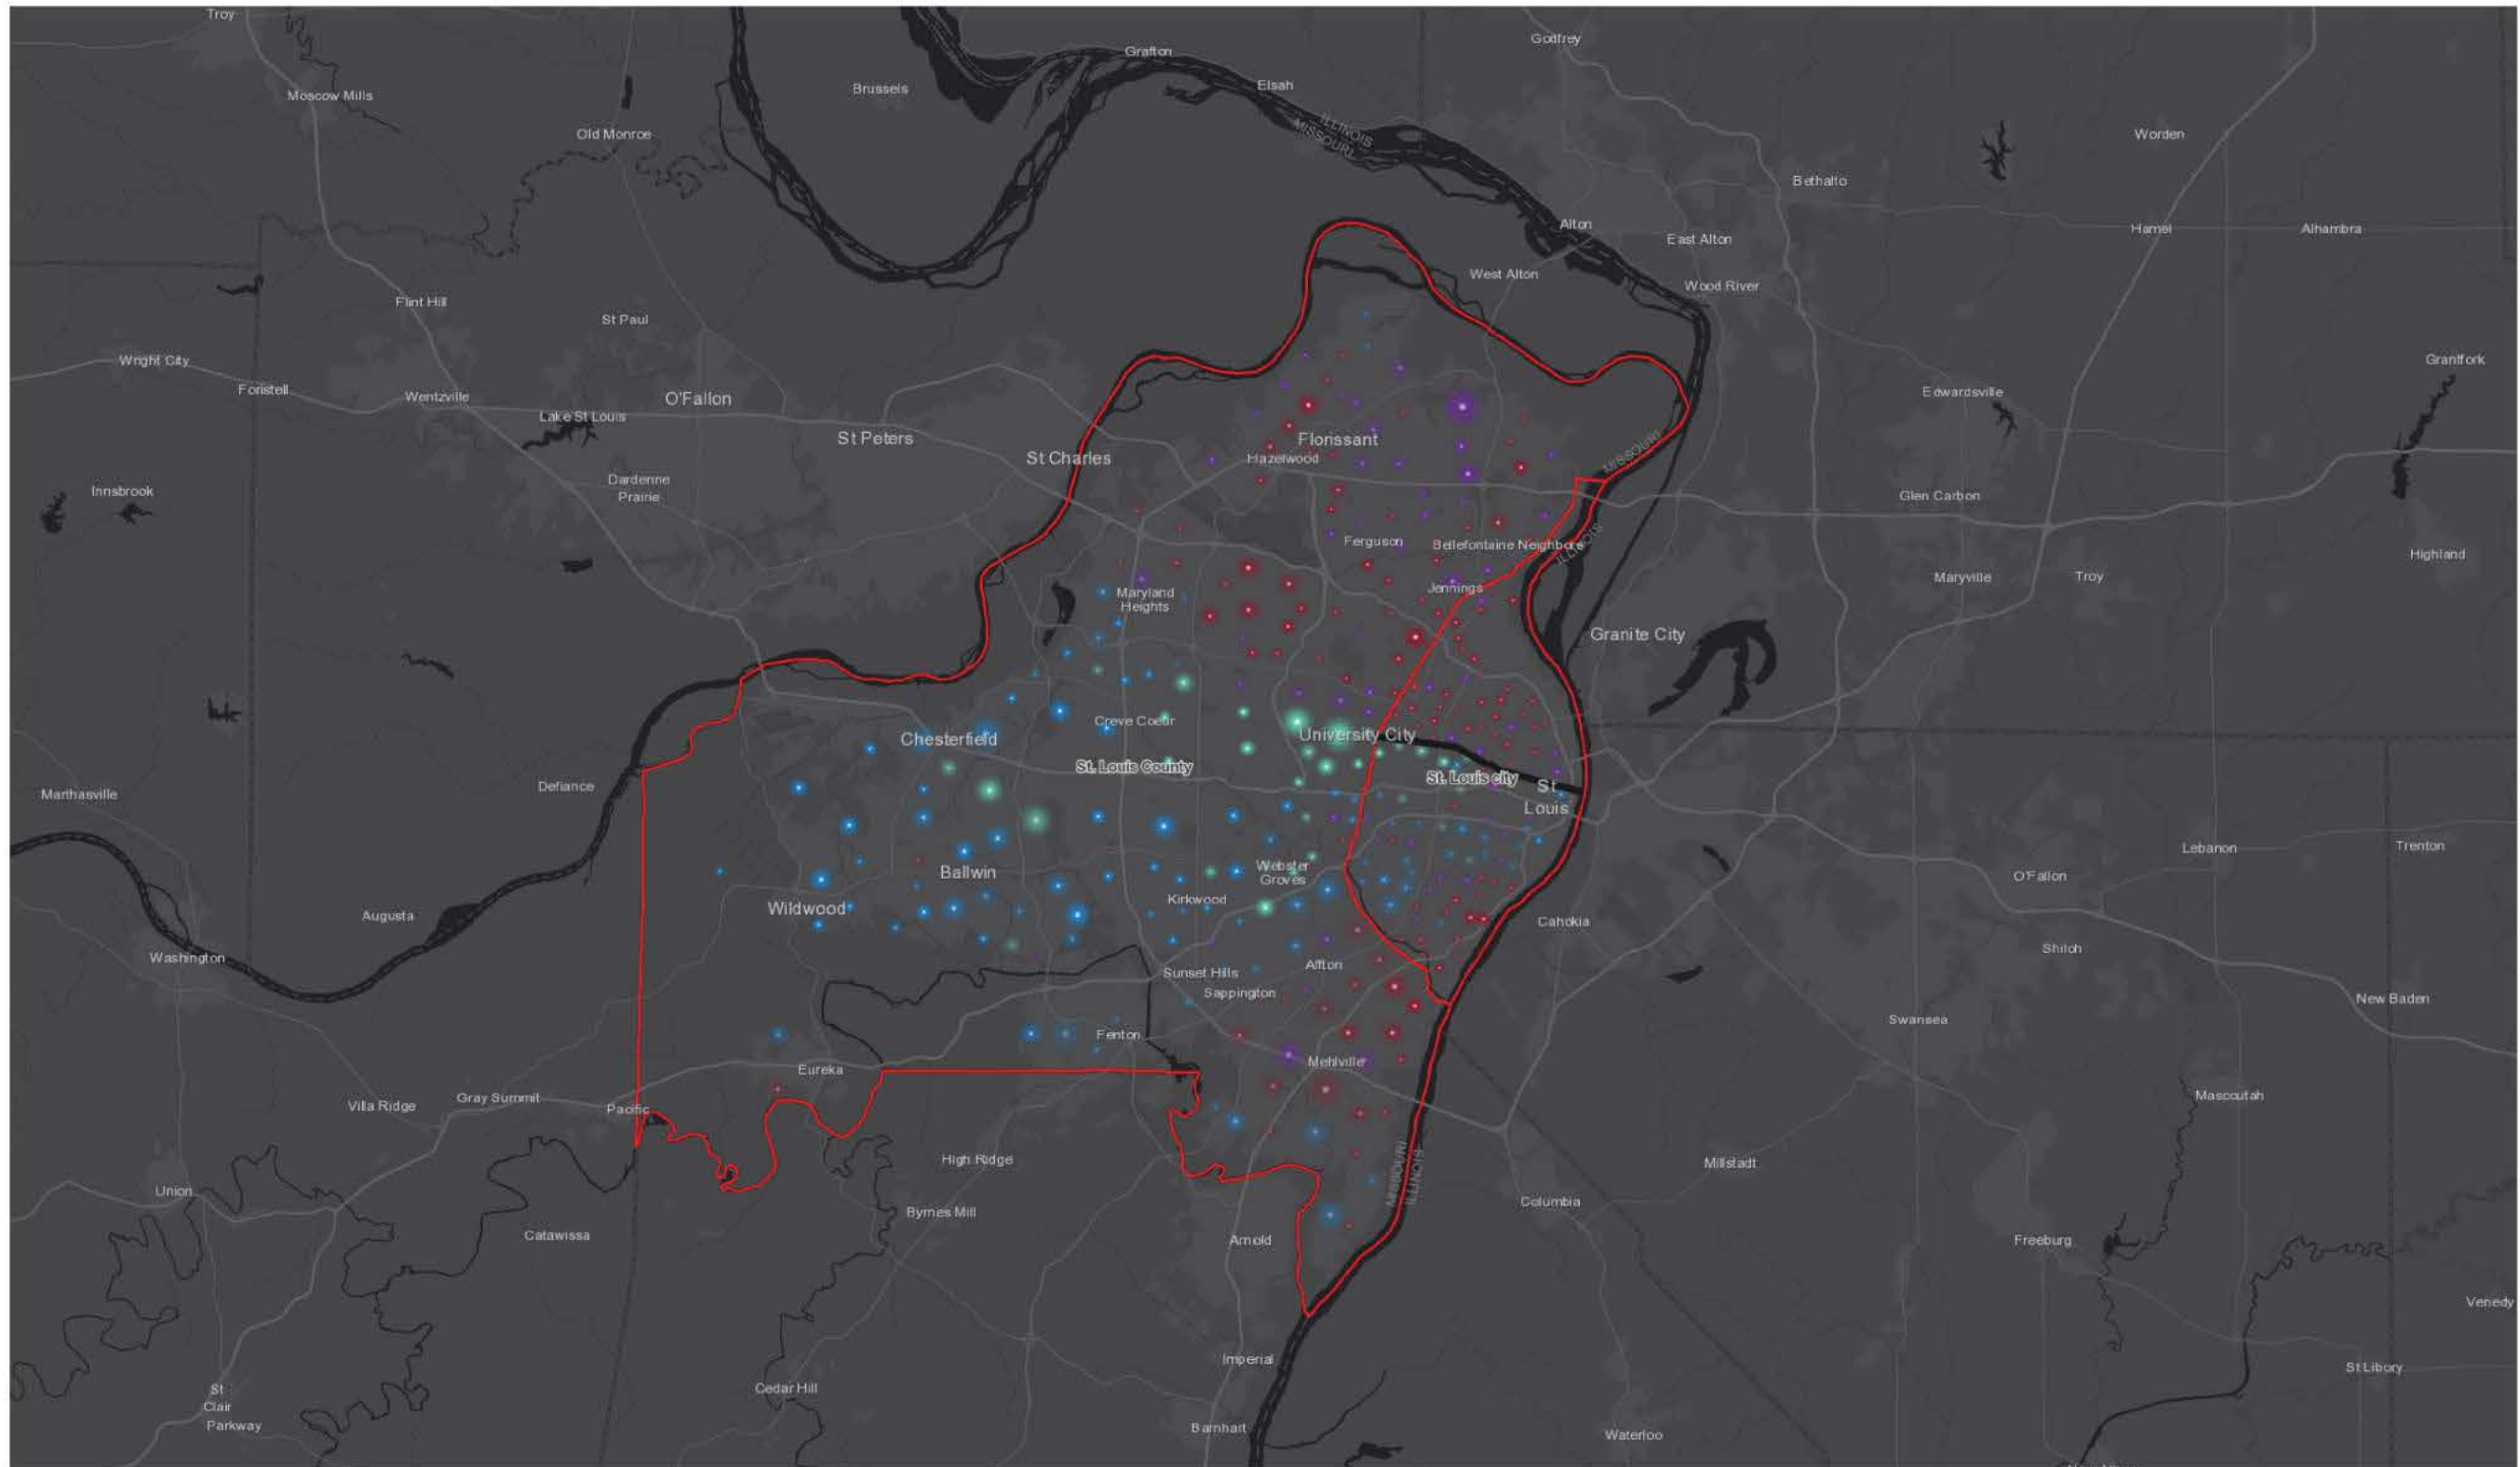 Troy
Grafton
Godfrey
Moscow Mills
Brussels
Elsah
Old Monroe
ILLINOIS
MISSOURI
Worden
Bethalto
Alton
East Alton
Hamel
Alhambra
West Alton
Wood River
Flint Hill
St Paul
Wright City
Grantfork
Foristell
Wentzville
O'Fallon
Edwardsville
Lake St Louis
St Peters
Florissant
St Charles
Hazelwood
MISSOURI
Dardenne
Prairie
Innsbrook
Glen Carbon
Ferguson
Bellefontaine Neighbors
ILLINOIS
Highland
Maryland
Heights
Jennings
Maryville
Troy
Granite City
Creve Coeur
Chesterfield
University City
St. Louis County
St. Louis city
Defiance
Marthasville
St
Louis
Ballwin
Webster
Groves
Lebanon
Trenton
O'Fallon
Wildwood
Kirkwood
Augusta
Cahokia
Washington
Shiloh
Sunset Hills
Affton
Sappington
New Baden
Swansea
Fenton
Eureka
Mehlville
Villa Ridge
Gray Summit
Pacific
Mascoutah
High Ridge
MISSOURI
ILLINOIS
Millstadt
Union
Columbia
Byrnes Mill
Catawissa
Arnold
Freeburg
Venedy
Imperial
St Libory
Cedar Hill
St
Clair
Parkway
Barnhart
Waterloo